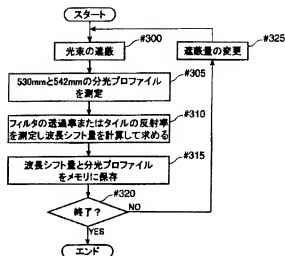 スタート
#300
光束の遮蔽
#325
遮蔽量の変更
#305
530mmと542mmの分光プロファイル
を測定
#310
フィルタの透過率またはタイルの反射率
を測定し波長シフト量を計算して求める
#315
波長シフト量と分光プロファイル
をメモリに保存
#320
終了?
NO
YES
エンド